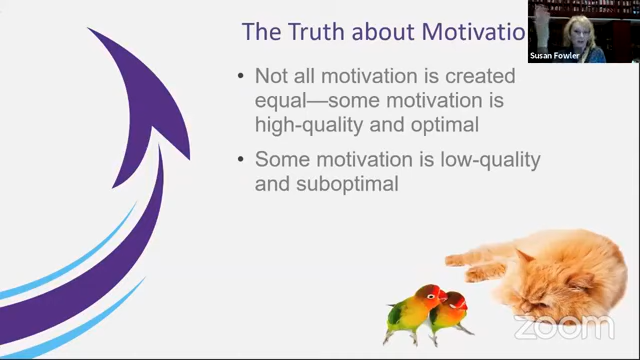 The Truth about Motivatio
Susan Fowler
• Not all motivation is created
equal—some motivation is
high-quality and optimal
• Some motivation is low-quality
and suboptimal
zoom